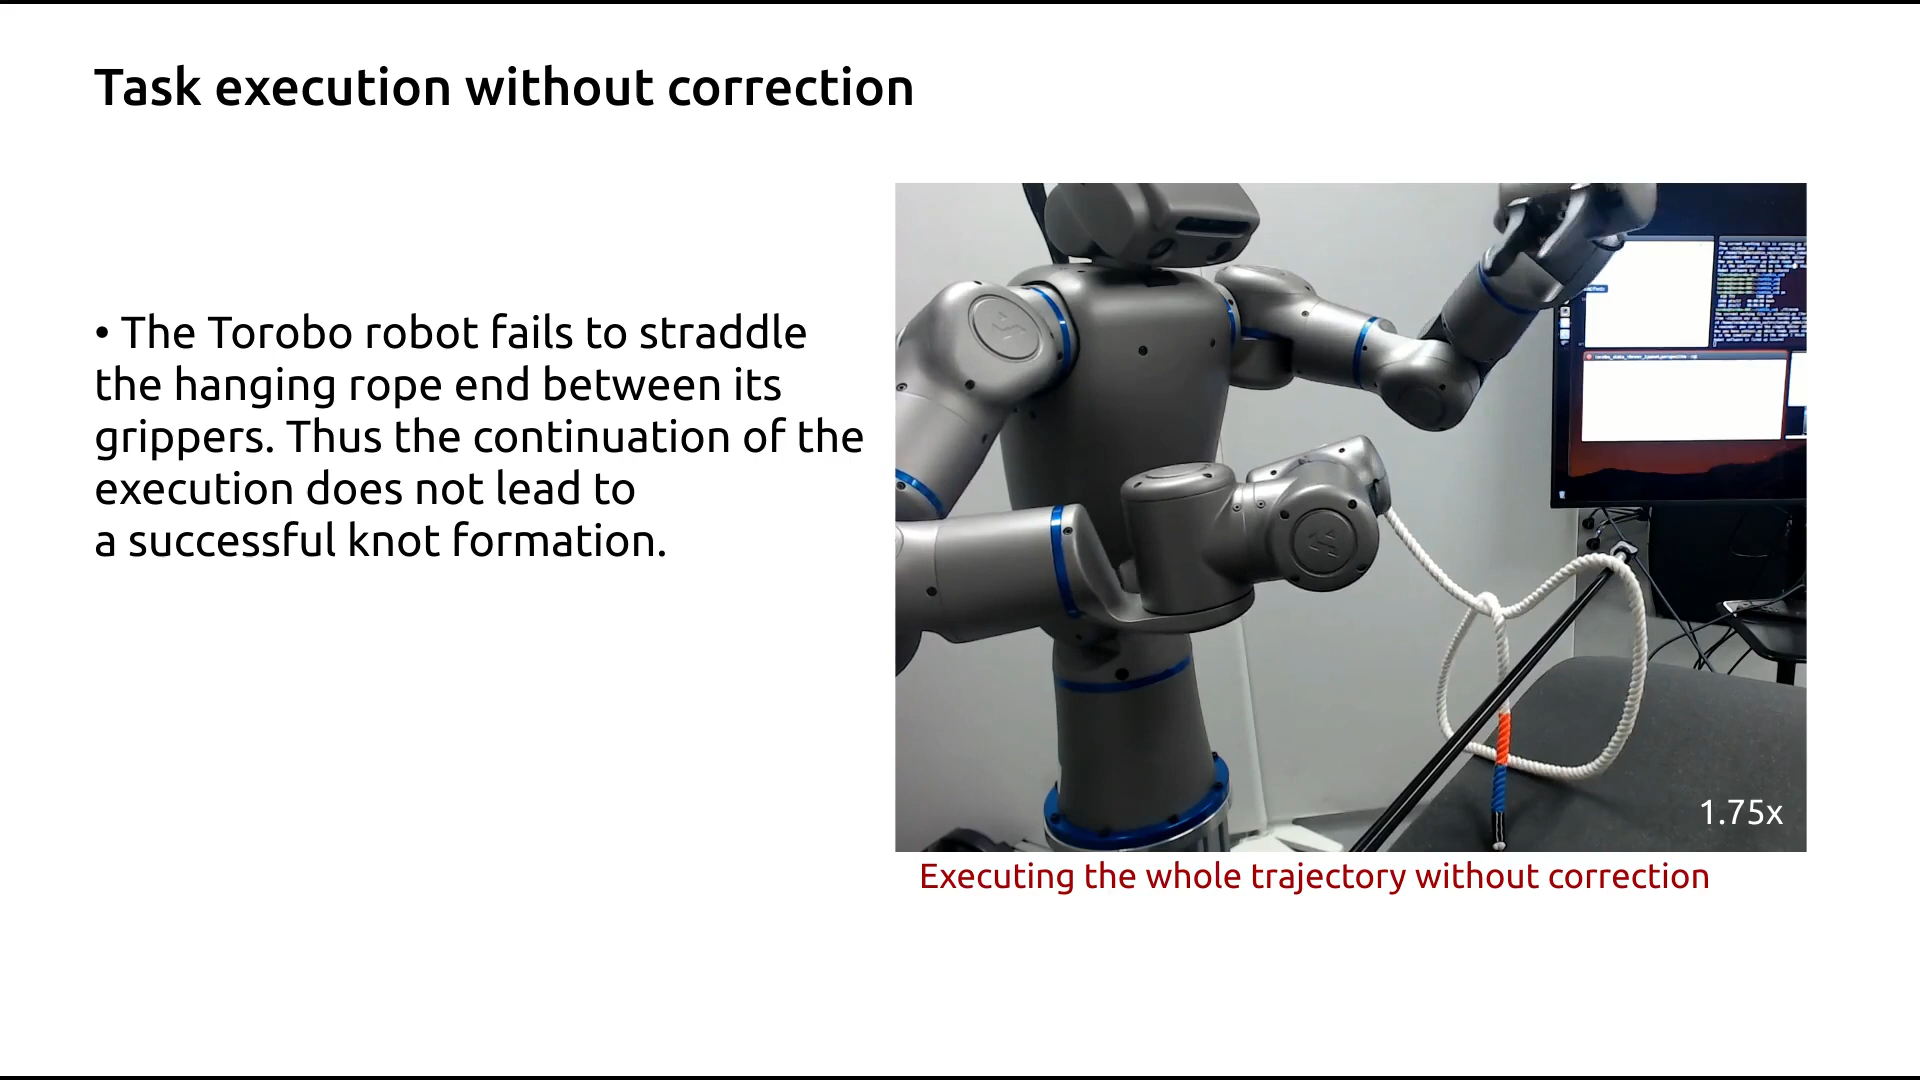 Task execution without correction
• The Torobo robot fails to straddle
the hanging rope end between its
grippers. Thus the continuation of the
execution does not lead to
a successful knot formation.
1.75x
Executing the whole trajectory without correction